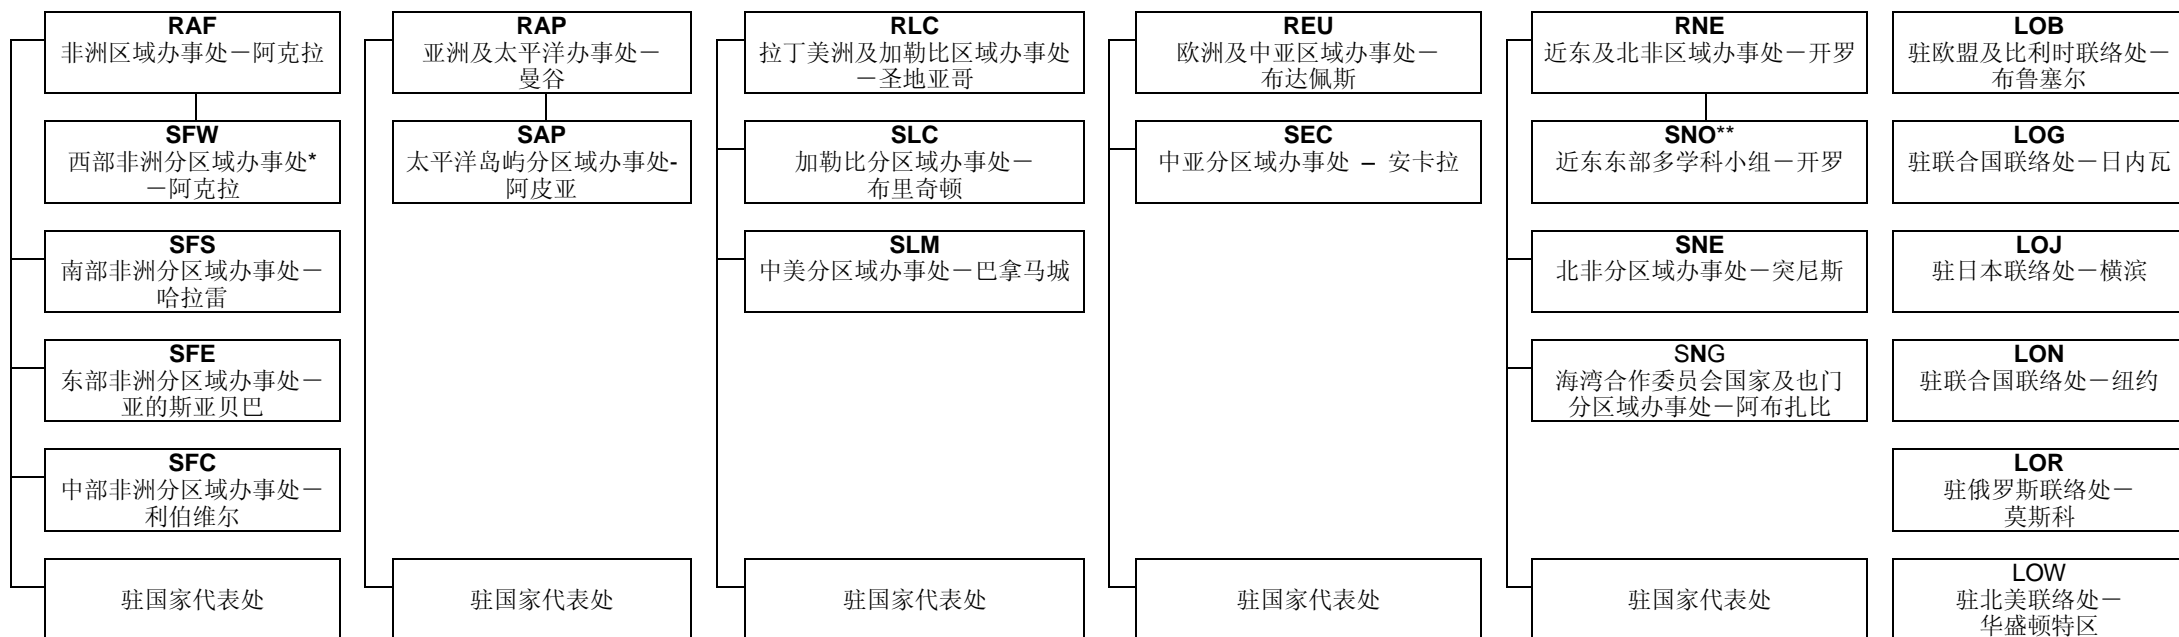 RAF
非洲区域办事处－阿克拉
SFW
西部非洲分区域办事处*
－阿克拉
SFS
南部非洲分区域办事处－
哈拉雷
SFE
东部非洲分区域办事处－
亚的斯亚贝巴
SFC
中部非洲分区域办事处－
利伯维尔
驻国家代表处
RAP
亚洲及太平洋办事处－
曼谷
SAP
太平洋岛屿分区域办事处-
阿皮亚
驻国家代表处
RLC
拉丁美洲及加勒比区域办事处
－圣地亚哥
SLC
加勒比分区域办事处－
布里奇顿
SLM
中美分区域办事处－巴拿马城
驻国家代表处
REU
欧洲及中亚区域办事处－
布达佩斯
SEC
中亚分区域办事处 – 安卡拉
驻国家代表处
RNE
近东及北非区域办事处－开罗
SNO**
近东东部多学科小组－开罗
SNE
北非分区域办事处－突尼斯
SNG
海湾合作委员会国家及也门
分区域办事处－阿布扎比
驻国家代表处
LOB
驻欧盟及比利时联络处－
布鲁塞尔
LOG
驻联合国联络处－日内瓦
LOJ
驻日本联络处－横滨
LON
驻联合国联络处－纽约
LOR
驻俄罗斯联络处－
莫斯科
LOW
驻北美联络处－
华盛顿特区